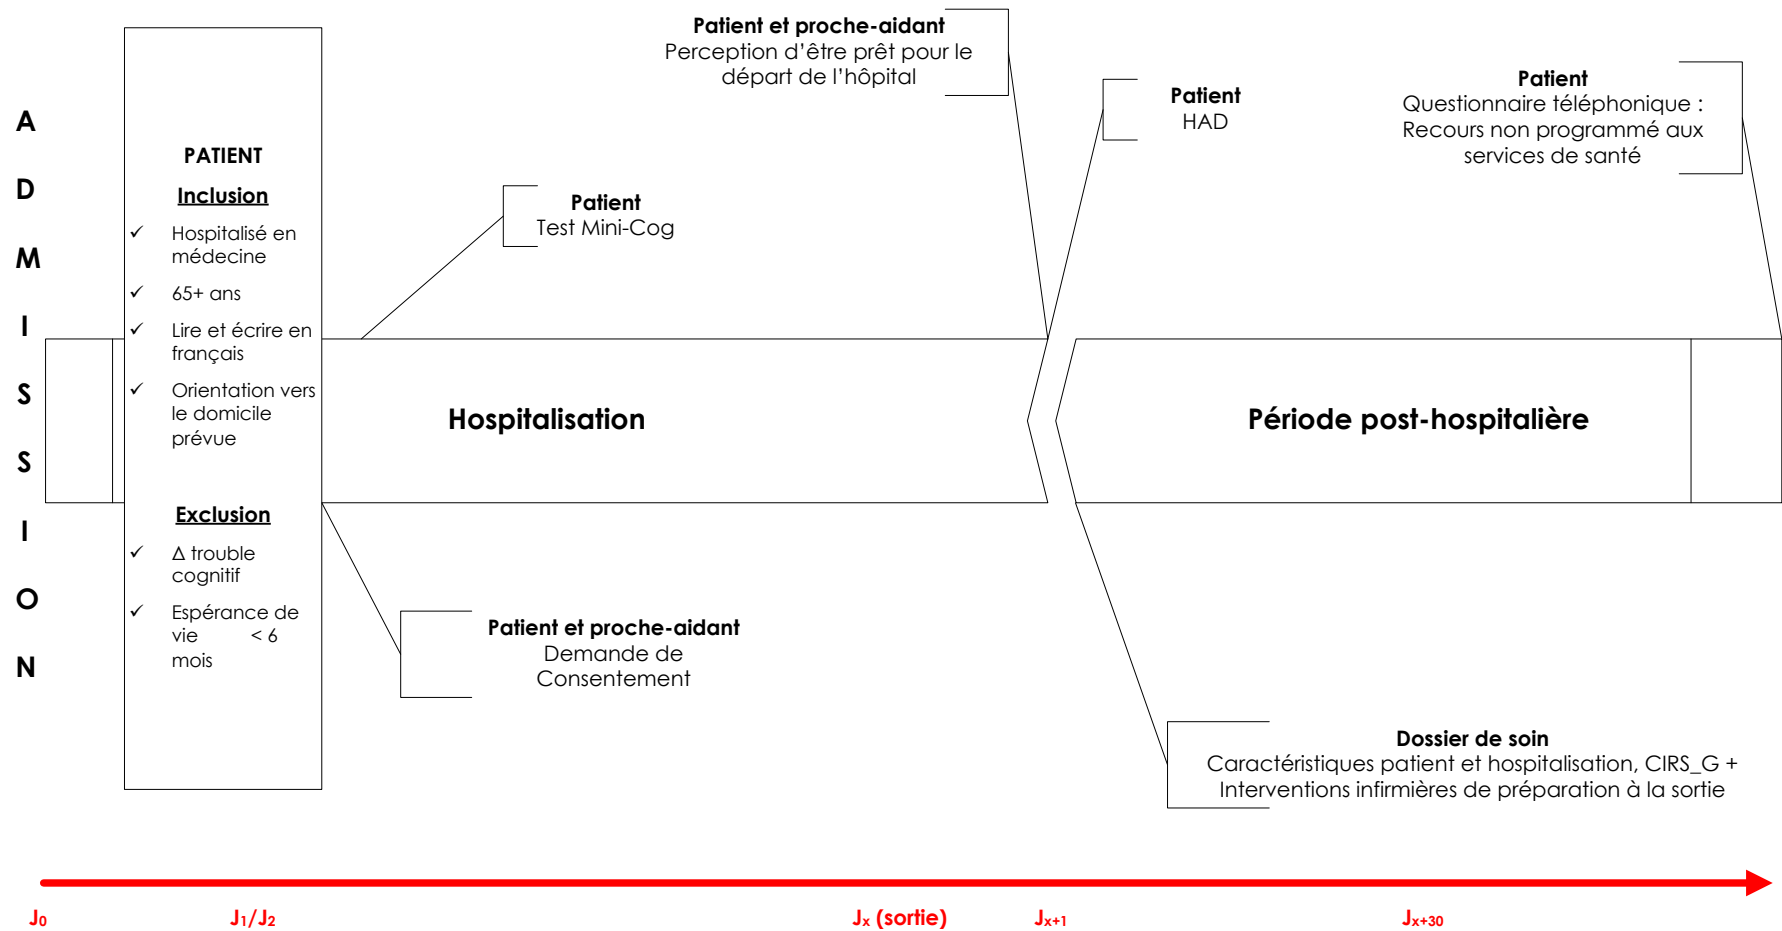 A
D
M
I
S
S
I
O
N
PATIENT
Inclusion
✓ Hospitalisé en
médecine
✓ 65+ ans
✓ Lire et écrire en
français
✓ Orientation vers
le domicile
prévue
Exclusion
✓ Δ trouble
cognitif
✓ Espérance de
vie < 6
mois
Patient
Test Mini-Cog
Patient et proche-aidant
Perception d'être prêt pour le
départ de l'hôpital
Patient
HAD
Patient
Questionnaire téléphonique :
Recours non programmé aux
services de santé
Hospitalisation
Période post-hospitalière
Patient et proche-aidant
Demande de
Consentement
Dossier de soin
Caractéristiques patient et hospitalisation, CIRS_G +
Interventions infirmières de préparation à la sortie
J0
J1/J2
Jx (sortie)
Jx+1
Jx+30